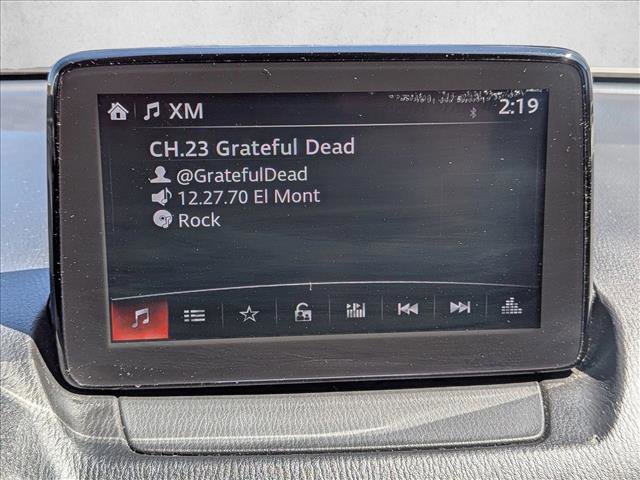 XM 2:19
CH.23 Grateful Dead
@GratefulDead
12.27.70 El Mont
Rock